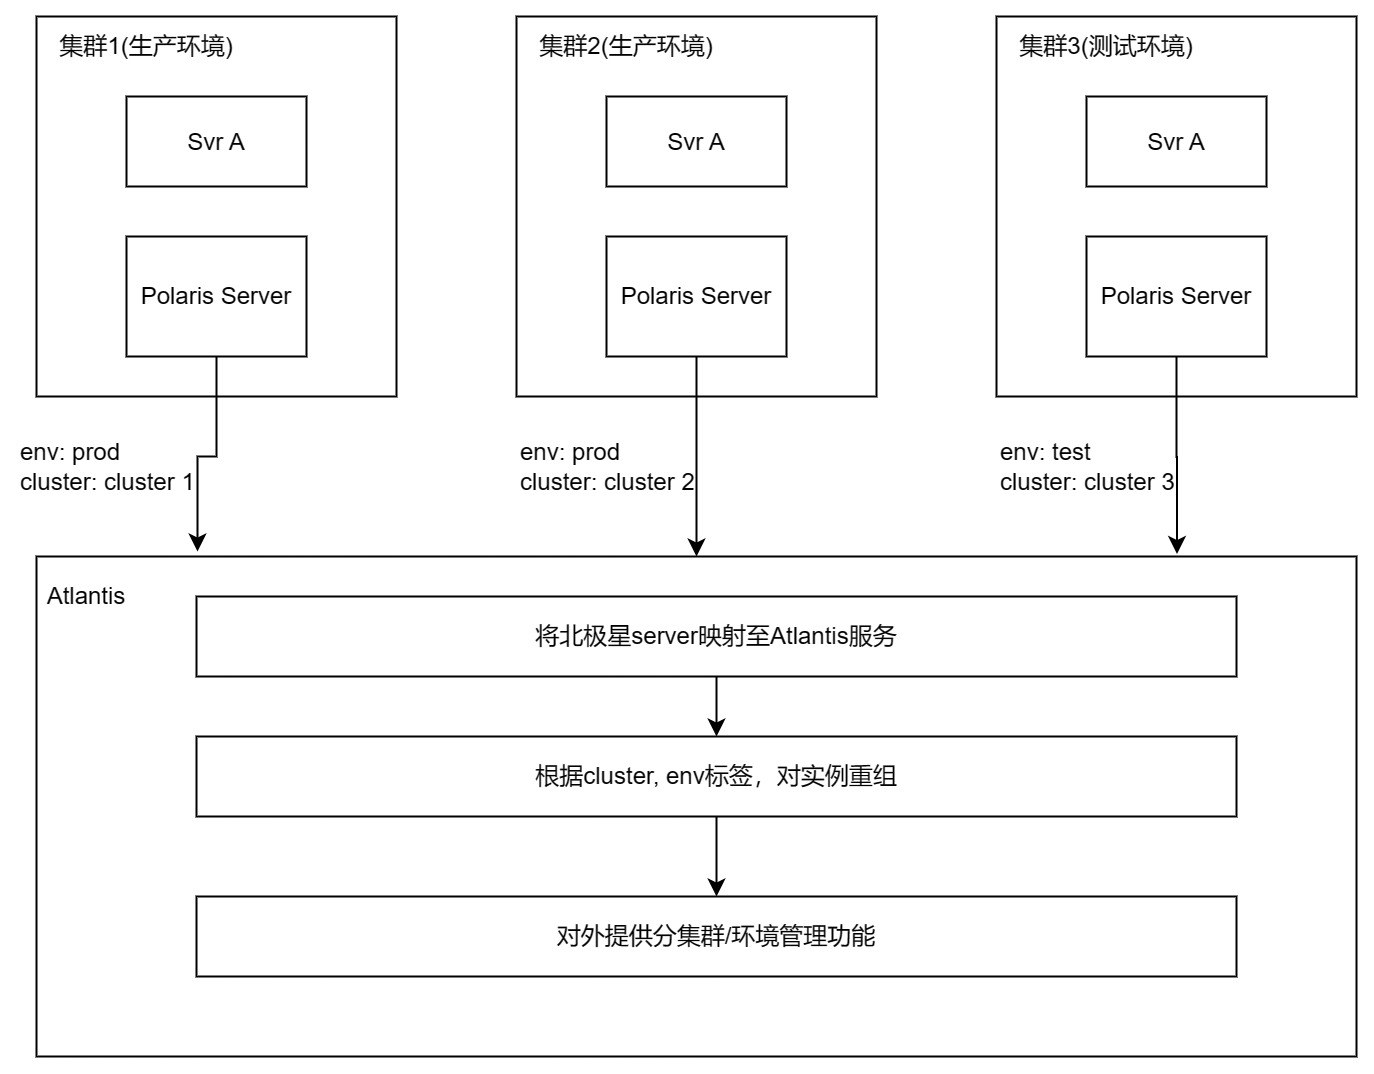 集群1(生产环境)
集群2(生产环境)
集群3(测试环境)
Svr A
Svr A
Svr A
Polaris Server
Polaris Server
Polaris Server
env: prod
cluster: cluster 1
env: prod
cluster: cluster 2
env: test
cluster: cluster 3
Atlantis
将北极星server映射至Atlantis服务
根据cluster, env标签，对实例重组
对外提供分集群/环境管理功能